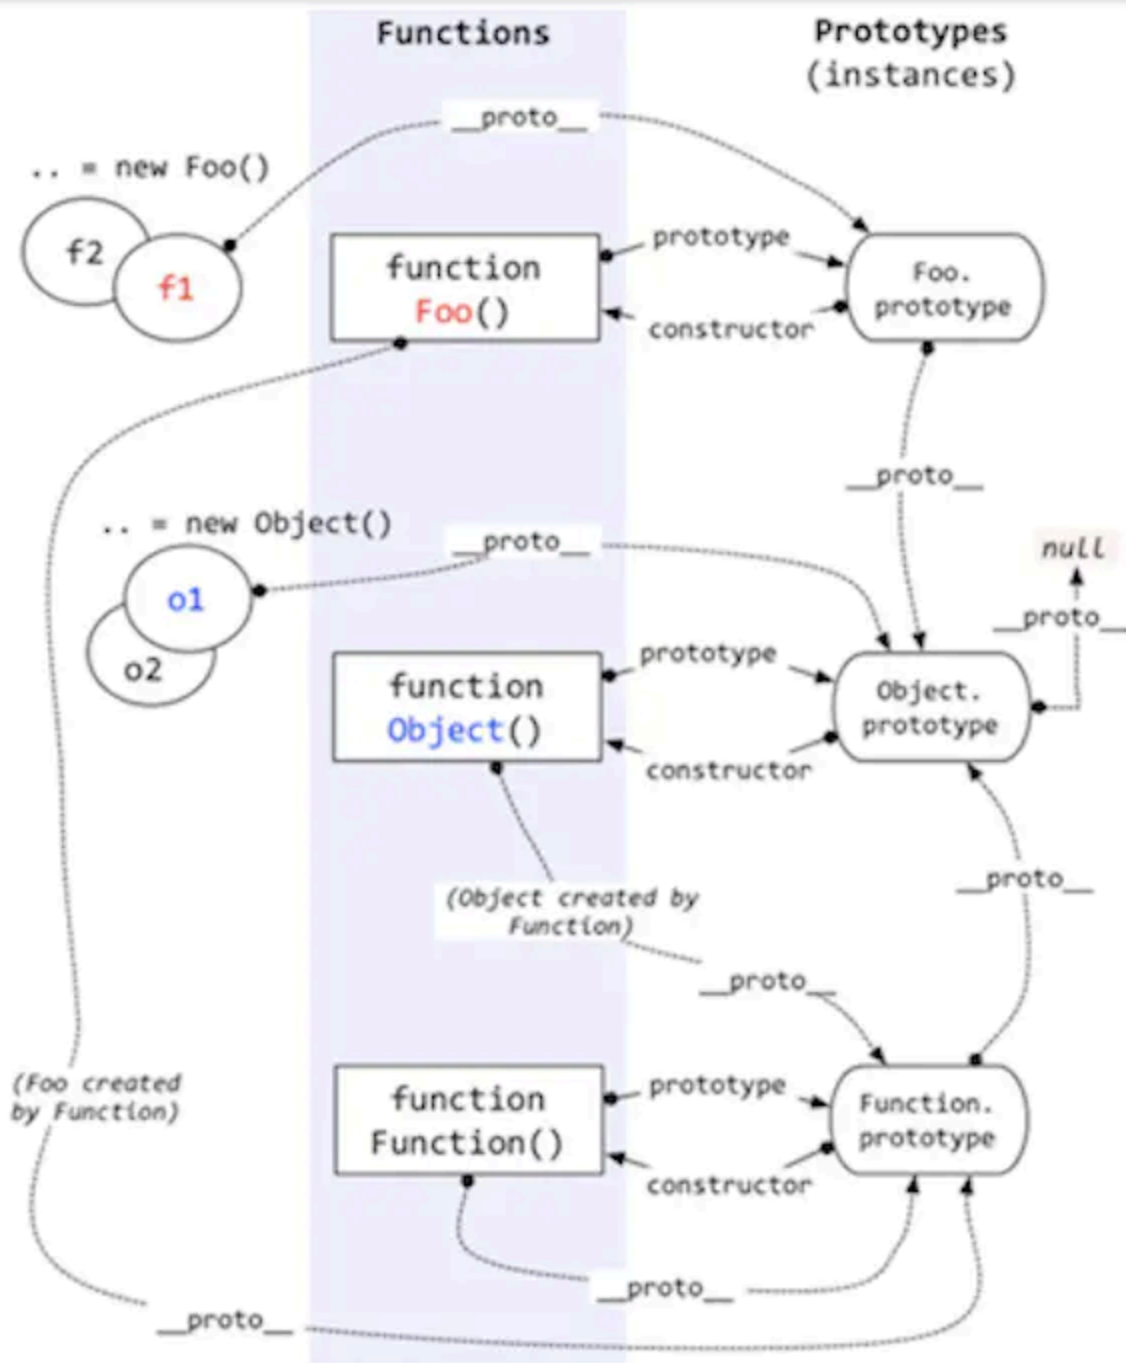 Functions
Prototypes
(instances)
__proto__
.. = new Foo()
f2
f1
function
Foo()
prototype
constructor
Foo.
prototype
__proto__
.. = new Object()
__proto__
null
__proto__
o1
o2
function
Object()
prototype
constructor
Object.
prototype
(Object created by
Function)
__proto__
__proto__
(Foo created
by Function)
function
Function()
prototype
constructor
Function.
prototype
__proto__
__proto__